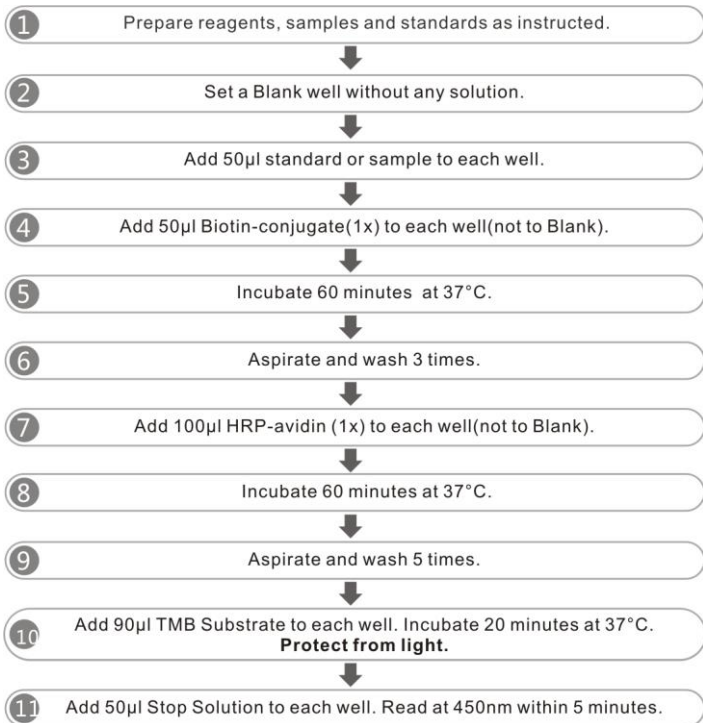 1 Prepare reagents, samples and standards as instructed.
2 Set a Blank well without any solution.
3 Add 50μl standard or sample to each well.
4 Add 50μl Biotin-conjugate(1x) to each well(not to Blank).
5 Incubate 60 minutes at 37°C.
6 Aspirate and wash 3 times.
7 Add 100μl HRP-avidin (1x) to each well(not to Blank).
8 Incubate 60 minutes at 37°C.
9 Aspirate and wash 5 times.
10 Add 90μl TMB Substrate to each well. Incubate 20 minutes at 37°C.
Protect from light.
11 Add 50μl Stop Solution to each well. Read at 450nm within 5 minutes.